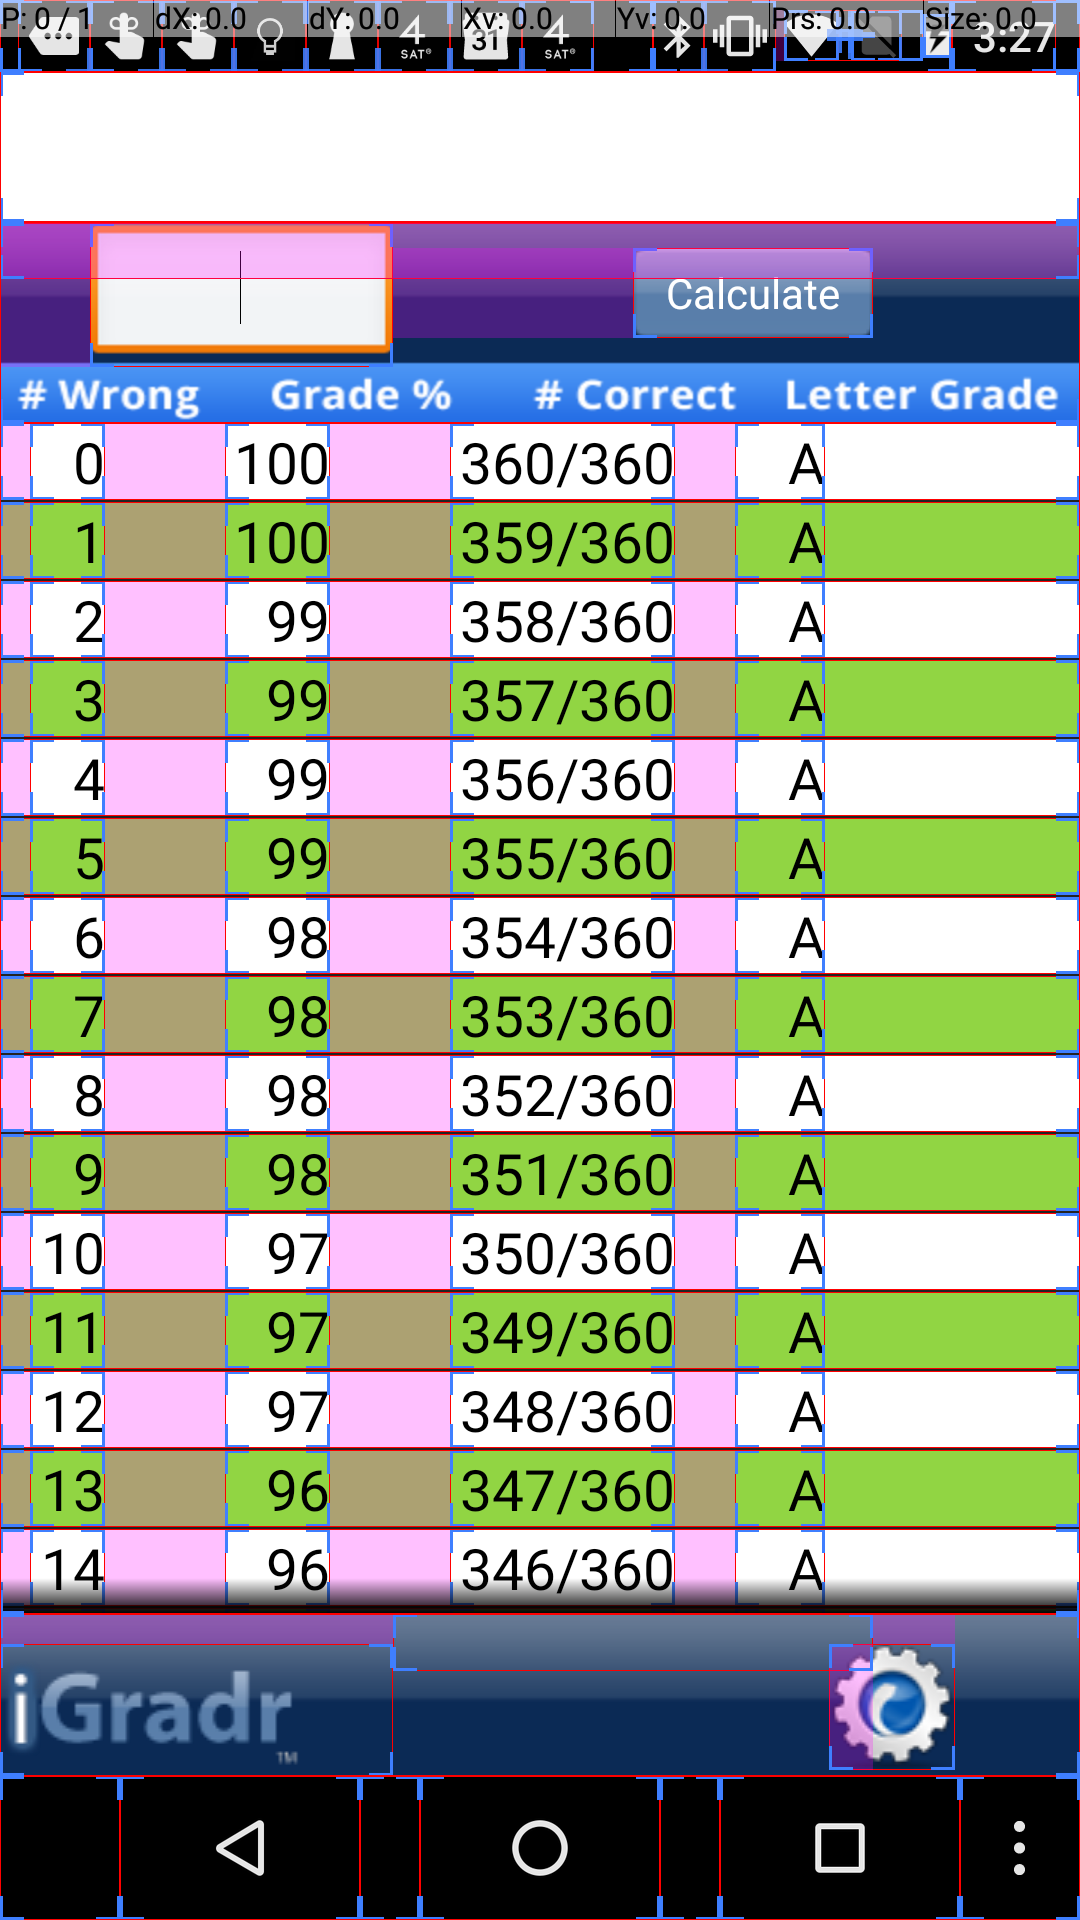 P: 0 / 1 dX: 0.0 dY: 0.0 Xv: 0.0 Yv: 0.0 Prs: 0.0 Size: 0.0
4 SAT® 31 4 SAT® 3:27
Calculate
# Wrong Grade % # Correct Letter Grade
0 100 360/360 A
1 100 359/360 A
2 99 358/360 A
3 99 357/360 A
4 99 356/360 A
5 99 355/360 A
6 98 354/360 A
7 98 353/360 A
8 98 352/360 A
9 98 351/360 A
10 97 350/360 A
11 97 349/360 A
12 97 348/360 A
13 96 347/360 A
14 96 346/360 A
iGradr™